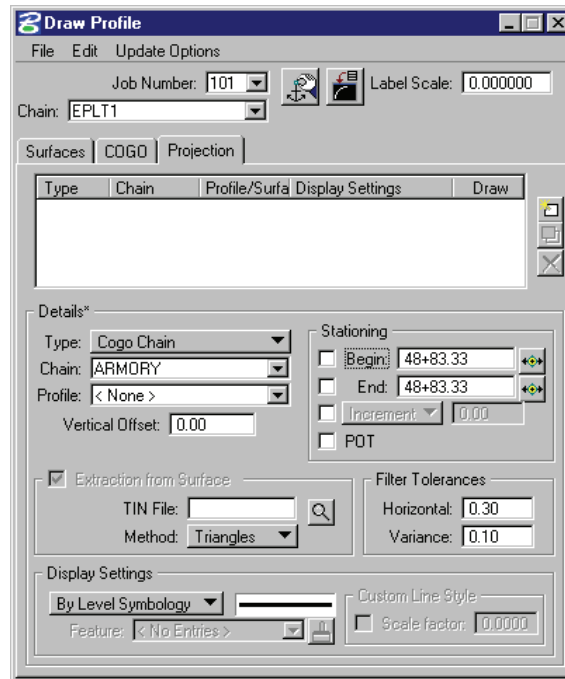 Draw Profile
File Edit Update Options
Job Number: 101 Label Scale: 0.000000
Chain: EPLT1
Surfaces COGO Projection
Type Chain Profile/Surfa Display Settings Draw
Details*
Type: Cogo Chain
Chain: ARMORY
Profile: < None >
Vertical Offset: 0.00
Stationing
Begin: 48+83.33
End: 48+83.33
Increment 0.00
POT
Extraction from Surface
TIN File:
Method: Triangles
Filter Tolerances
Horizontal: 0.30
Variance: 0.10
Display Settings
By Level Symbology
Feature: < No Entries >
Custom Line Style
Scale factor: 0.0000